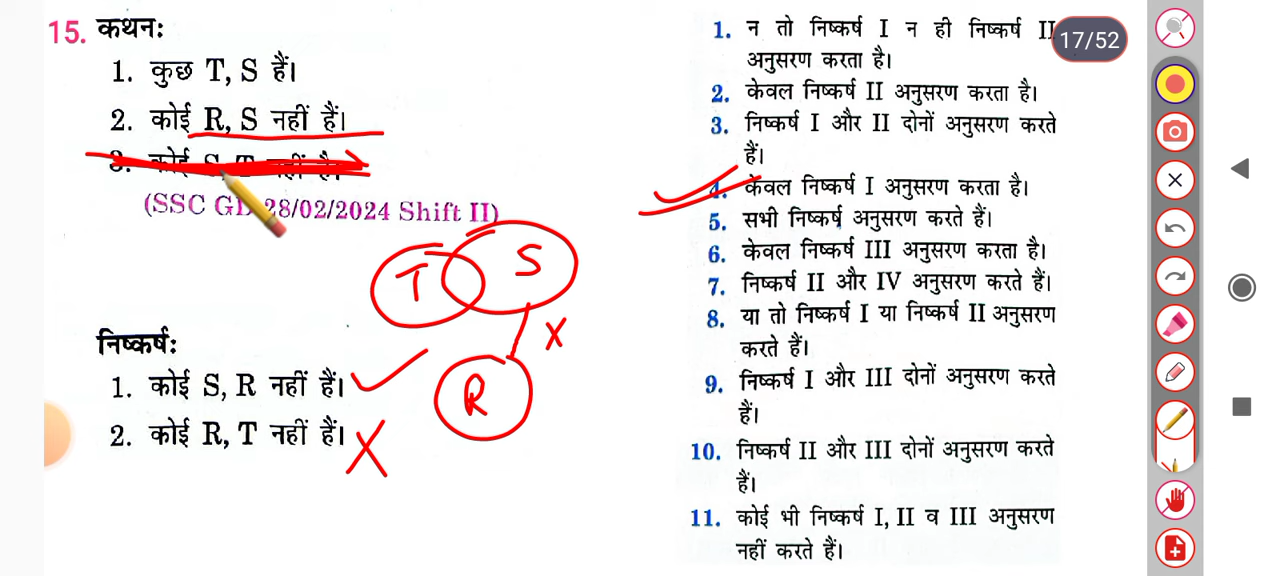 15. कथन:
1. कुछ T, S हैं।
2. कोई R, S नहीं हैं।
3. कोई S, T नहीं है।
(SSC GD 28/02/2024 Shift II)
T S
X
R
निष्कर्ष:
1. कोई S, R नहीं हैं।
2. कोई R, T नहीं हैं।
X
1. न तो निष्कर्ष I न ही निष्कर्ष II
अनुसरण करता है।
2. केवल निष्कर्ष II अनुसरण करता है।
3. निष्कर्ष I और II दोनों अनुसरण करते
हैं।
4. केवल निष्कर्ष I अनुसरण करता है।
5. सभी निष्कर्ष अनुसरण करते हैं।
6. केवल निष्कर्ष III अनुसरण करता है।
7. निष्कर्ष II और IV अनुसरण करते हैं।
8. या तो निष्कर्ष I या निष्कर्ष II अनुसरण
करते हैं।
9. निष्कर्ष I और III दोनों अनुसरण करते
हैं।
10. निष्कर्ष II और III दोनों अनुसरण करते
हैं।
11. कोई भी निष्कर्ष I, II व III अनुसरण
नहीं करते हैं।
17/52